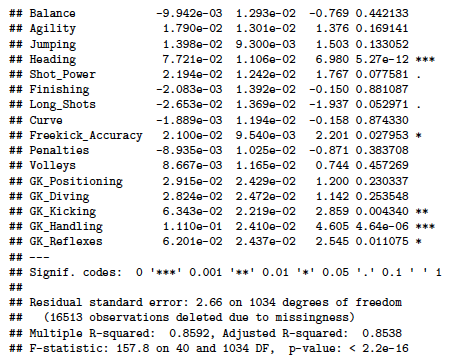 ## Balance -9.942e-03 1.293e-02 -0.769 0.442133
## Agility 1.790e-02 1.301e-02 1.376 0.169141
## Jumping 1.398e-02 9.300e-03 1.503 0.133052
## Heading 7.721e-02 1.106e-02 6.980 5.27e-12 ***
## Shot_Power 2.194e-02 1.242e-02 1.767 0.077581 .
## Finishing -2.083e-03 1.392e-02 -0.150 0.881087
## Long_Shots -2.653e-02 1.369e-02 -1.937 0.052971 .
## Curve -1.889e-03 1.194e-02 -0.158 0.874330
## Freekick_Accuracy 2.100e-02 9.540e-03 2.201 0.027953 *
## Penalties -8.935e-03 1.025e-02 -0.871 0.383708
## Volleys 8.667e-03 1.165e-02 0.744 0.457269
## GK_Positioning 2.915e-02 2.429e-02 1.200 0.230337
## GK_Diving 2.824e-02 2.472e-02 1.142 0.253548
## GK_Kicking 6.343e-02 2.219e-02 2.859 0.004340 **
## GK_Handling 1.110e-01 2.410e-02 4.605 4.64e-06 ***
## GK_Reflexes 6.201e-02 2.437e-02 2.545 0.011075 *
## ---
## Signif. codes: 0 '***' 0.001 '**' 0.01 '*' 0.05 '.' 0.1 ' ' 1
##
## Residual standard error: 2.66 on 1034 degrees of freedom
## (16513 observations deleted due to missingness)
## Multiple R-squared: 0.8592, Adjusted R-squared: 0.8538
## F-statistic: 157.8 on 40 and 1034 DF, p-value: < 2.2e-16